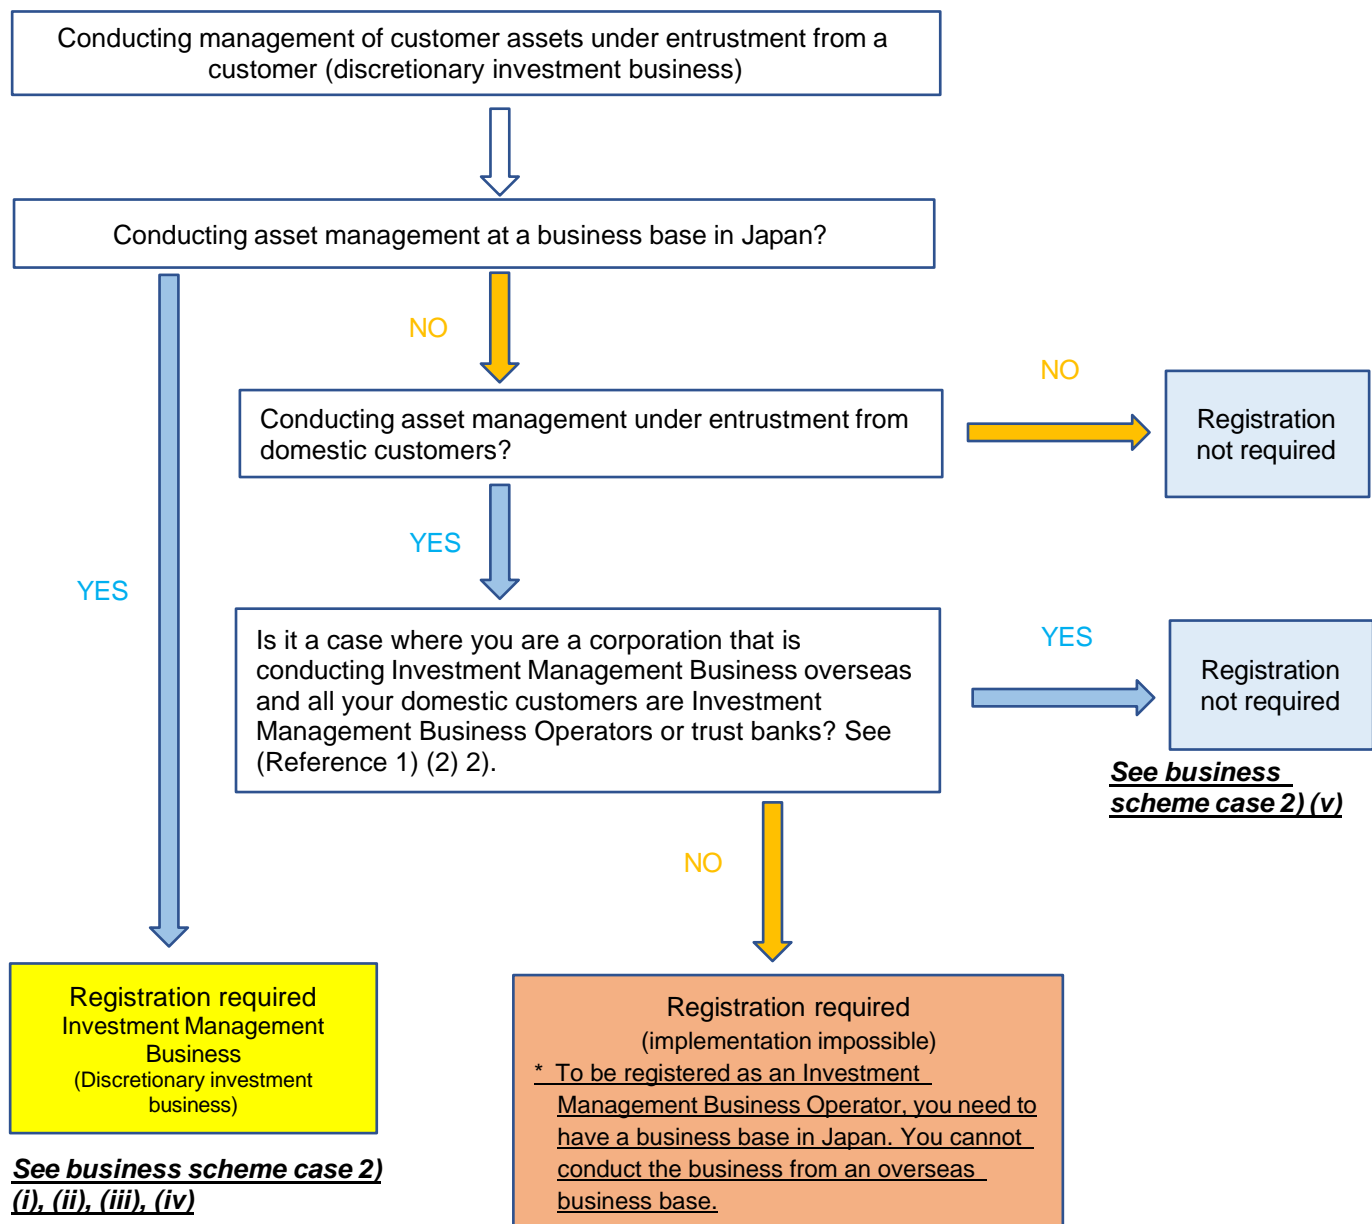 Conducting management of customer assets under entrustment from a
customer (discretionary investment business)
Conducting asset management at a business base in Japan?
NO
NO
Conducting asset management under entrustment from
domestic customers?
Registration
not required
YES
YES
Is it a case where you are a corporation that is
conducting Investment Management Business overseas
and all your domestic customers are Investment
Management Business Operators or trust banks? See
(Reference 1) (2) 2).
YES
Registration
not required
See business
scheme case 2) (v)
NO
Registration required
Investment Management
Business
(Discretionary investment
business)
See business scheme case 2)
(i), (ii), (iii), (iv)
Registration required
(implementation impossible)
* To be registered as an Investment
Management Business Operator, you need to
have a business base in Japan. You cannot
conduct the business from an overseas
business base.